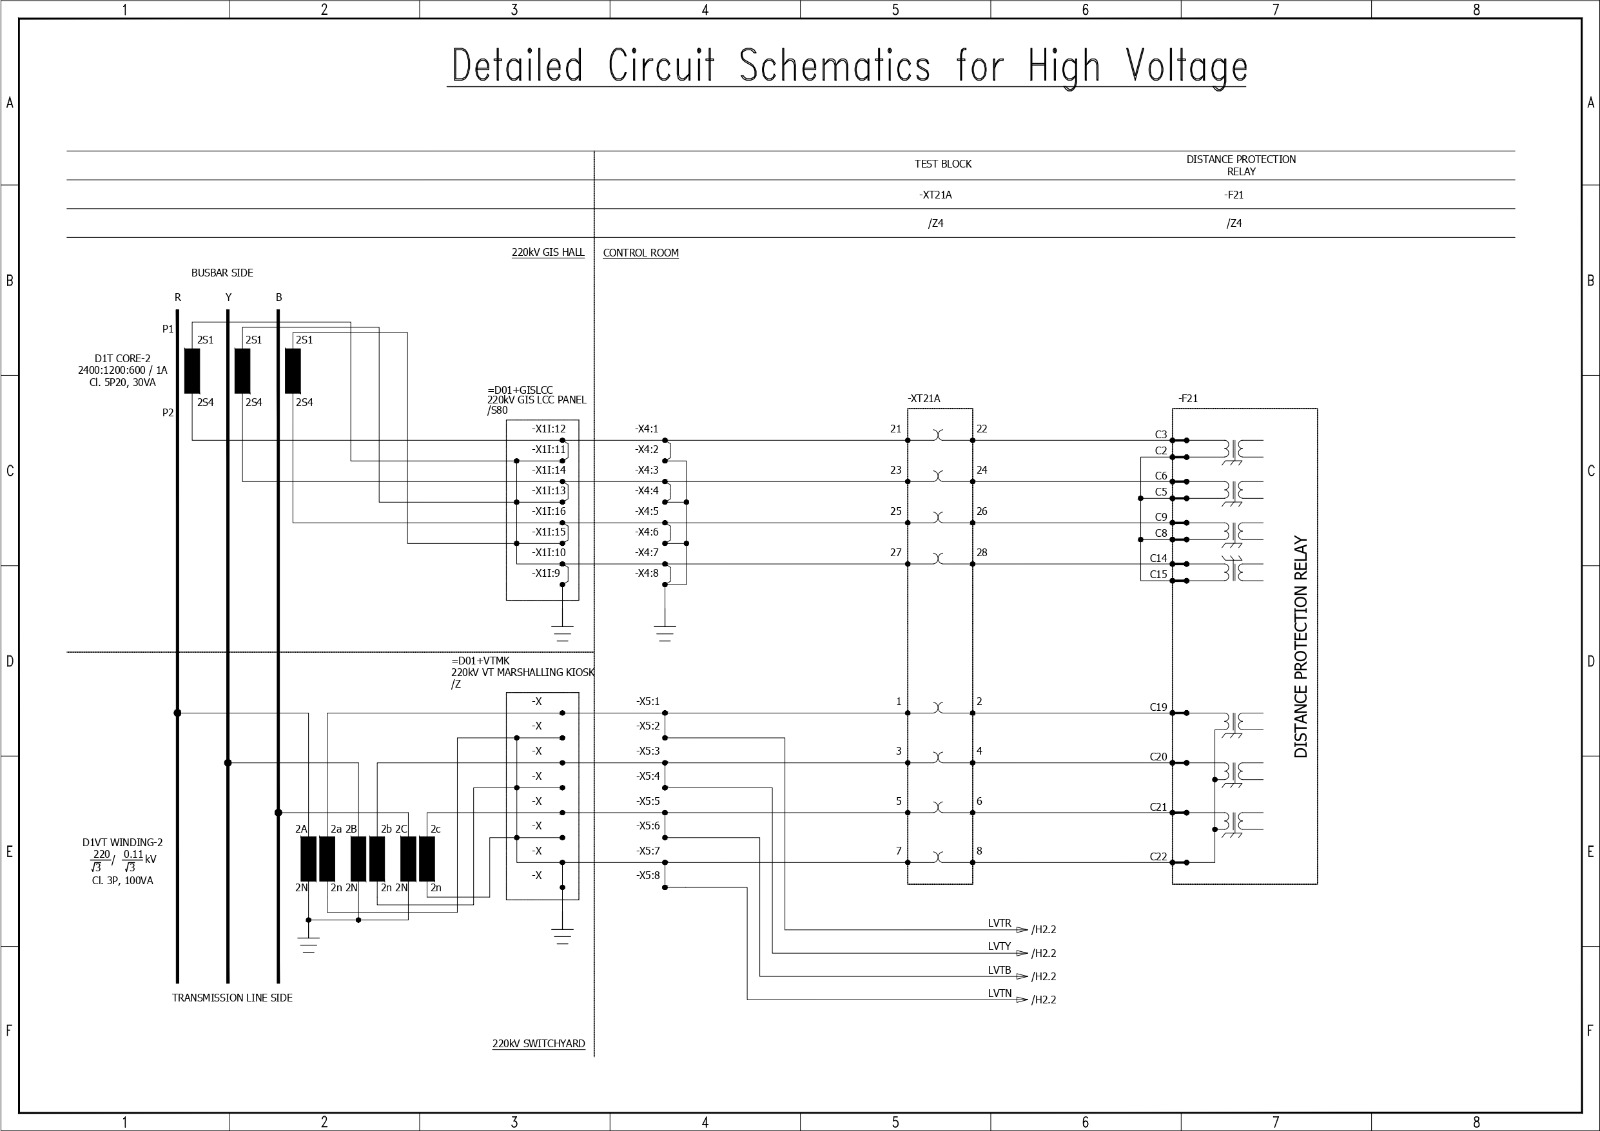 1 2 3 4 5 6 7 8
Detailed Circuit Schematics for High Voltage
A A
TEST BLOCK
DISTANCE PROTECTION
RELAY
-XT21A -F21
/Z4 /Z4
220kV GIS HALL CONTROL ROOM
B B
BUSBAR SIDE
R Y B
P1
2S1 2S1 2S1
D1T CORE-2
2400:1200:600 / 1A
Cl. 5P20, 30VA
2S4 2S4 2S4
P2
=D01+GISLCC
220kV GIS LCC PANEL
/S80
-XT21A -F21
-X1I:12 -X4:1 21 22 C3
-X1I:11 -X4:2 C2
C C
-X1I:14 -X4:3 23 24 C6
-X1I:13 -X4:4 C5
-X1I:16 -X4:5 25 26 C9
-X1I:15 -X4:6 C8
-X1I:10 -X4:7 27 28 C14
-X1I:9 -X4:8 C15
DISTANCE PROTECTION RELAY
D D
=D01+VTMK
220kV VT MARSHALLING KIOSK
/Z
-X -X5:1 1 2 C19
-X -X5:2
-X -X5:3 3 4 C20
-X -X5:4
-X -X5:5 5 6 C21
-X -X5:6
-X -X5:7 7 8 C22
-X -X5:8
2A 2a 2B 2b 2C 2c
D1VT WINDING-2
220/√3 / 0.11/√3 kV
Cl. 3P, 100VA
2N 2n 2N 2n 2N 2n
E E
LVTR /H2.2
LVTY /H2.2
LVTB /H2.2
LVTN /H2.2
TRANSMISSION LINE SIDE
F F
220kV SWITCHYARD
1 2 3 4 5 6 7 8